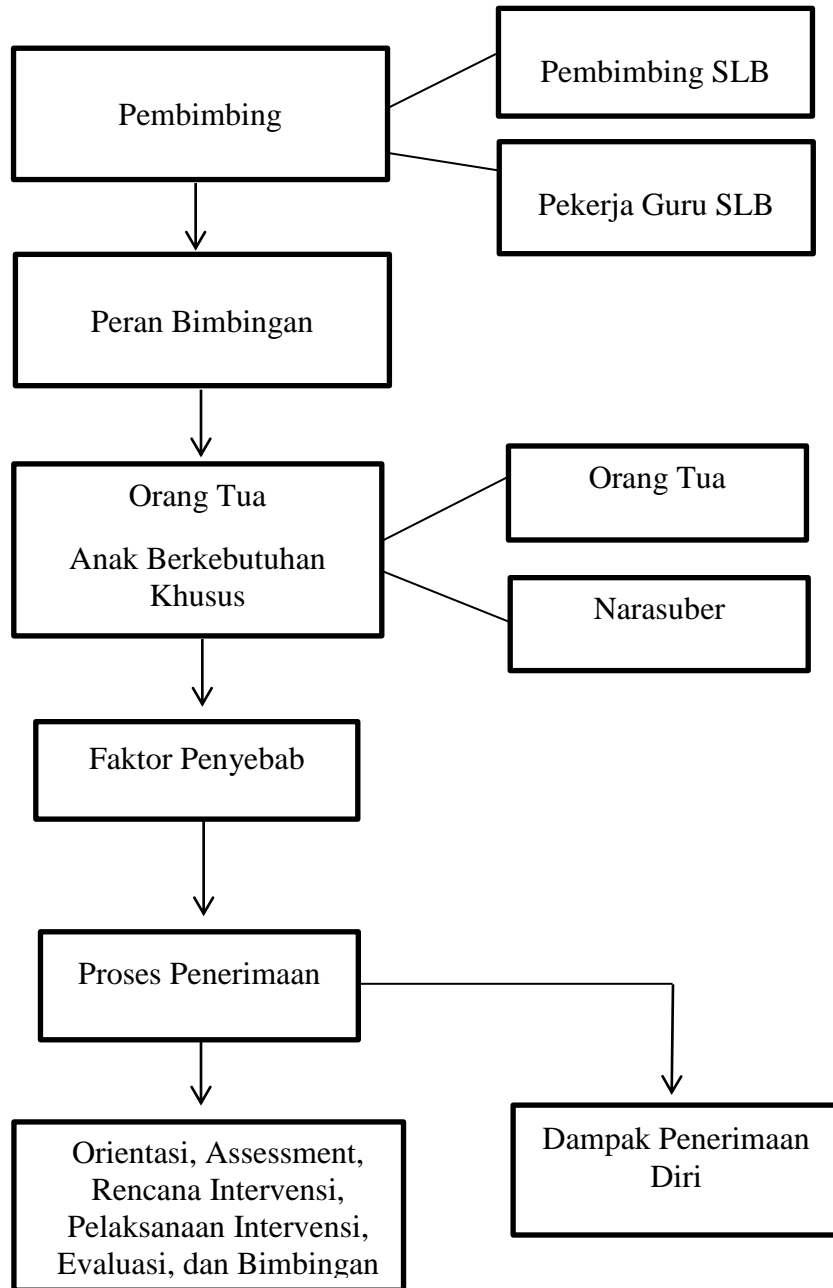 Pembimbing
Pembimbing SLB
Pekerja Guru SLB
Peran Bimbingan
Orang Tua
Anak Berkebutuhan
Khusus
Orang Tua
Narasuber
Faktor Penyebab
Proses Penerimaan
Orientasi, Assessment,
Rencana Intervensi,
Pelaksanaan Intervensi,
Evaluasi, dan Bimbingan
Dampak Penerimaan
Diri